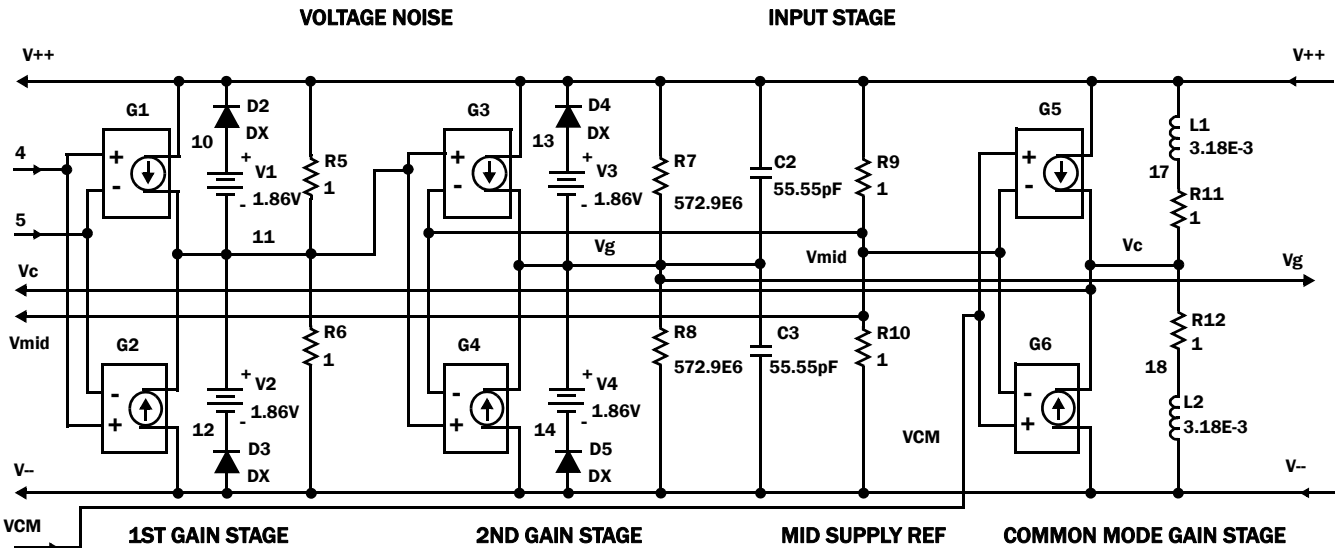 VOLTAGE NOISE
INPUT STAGE
V++
V++
G1
D2
DX
10
+
V1
1.86V
-
R5
1
G3
D4
DX
13
+
V3
1.86V
-
R7
572.9E6
C2
55.55pF
R9
1
G5
L1
3.18E-3
17
R11
1
4
5
+
-
+
-
+
-
11
Vg
Vmid
Vc
Vg
Vc
Vmid
G2
-
+
12
+
V2
1.86V
-
D3
DX
R6
1
G4
-
+
14
+
V4
1.86V
-
D5
DX
R8
572.9E6
C3
55.55pF
R10
1
VCM
G6
-
+
R12
1
18
L2
3.18E-3
V--
V--
VCM
1ST GAIN STAGE
2ND GAIN STAGE
MID SUPPLY REF
COMMON MODE GAIN STAGE